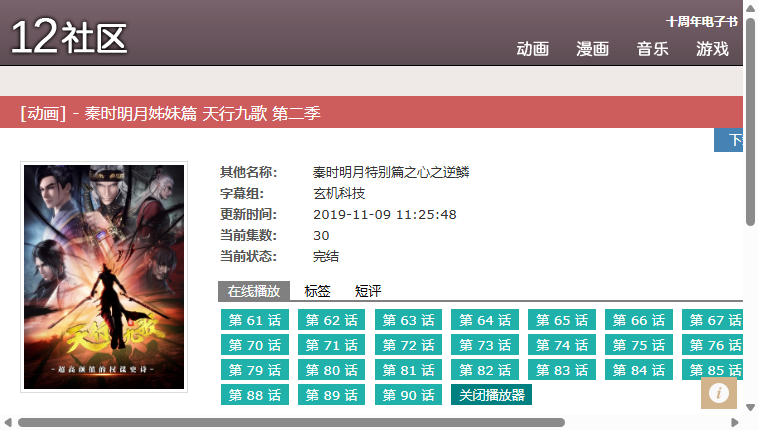 12社区
十周年电子书
动画 漫画 音乐 游戏
[动画] - 秦时明月姊妹篇 天行九歌 第二季
其他名称: 秦时明月特别篇之心之逆鳞
字幕组: 玄机科技
更新时间: 2019-11-09 11:25:48
当前集数: 30
当前状态: 完结
天行九歌
-超高颜值的权谋史诗-
在线播放 标签 短评
第 61 话 第 62 话 第 63 话 第 64 话 第 65 话 第 66 话 第 67 话
第 70 话 第 71 话 第 72 话 第 73 话 第 74 话 第 75 话 第 76 话
第 79 话 第 80 话 第 81 话 第 82 话 第 83 话 第 84 话 第 85 话
第 88 话 第 89 话 第 90 话 关闭播放器